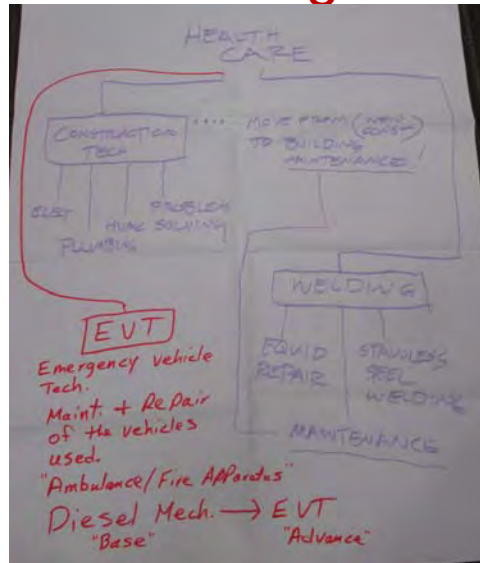 HEALTH
CARE
CONSTRUCTION
TECH
ELECT
PLUMBING
HVAC
PROBLEM
SOLVING
.... MOVE FROM (NEW CONST)
TO BUILDING
MAINTENANCE!
WELDING
EQUIP
REPAIR
STAINLESS
STEEL
WELDING
MAINTENANCE
EVT
Emergency vehicle
Tech.
Maint. + Repair
of the vehicles
used.
"Ambulance/Fire Apparatus"
Diesel Mech. → EVT
"Base" "Advance"